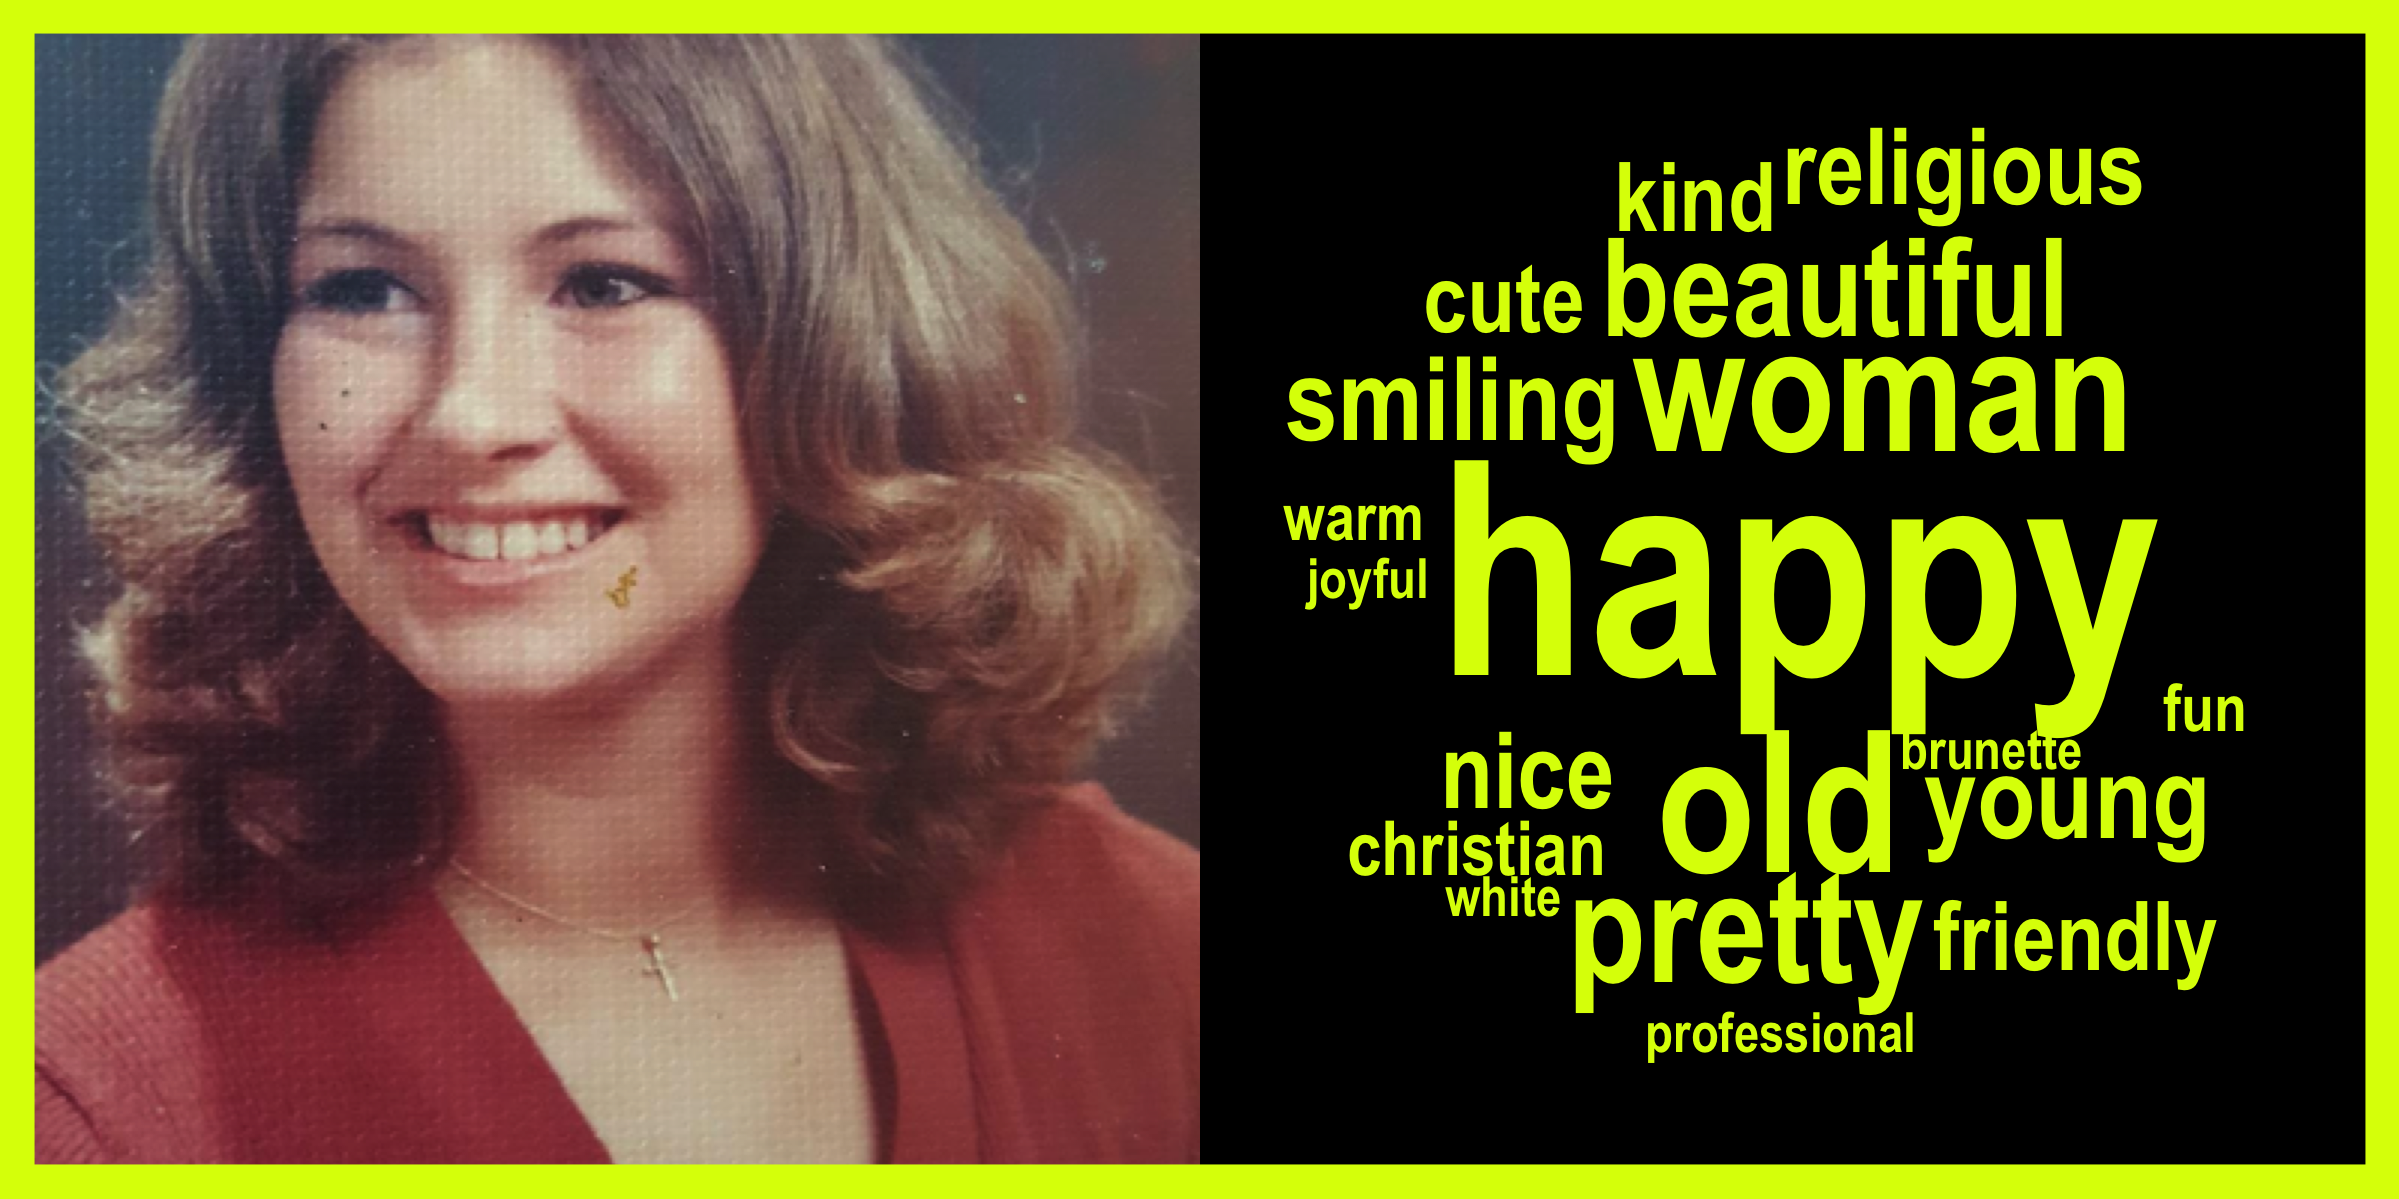 kind religious
cute beautiful
smiling woman
warm
joyful
happy
fun
brunette
nice old young
christian
white
pretty friendly
professional